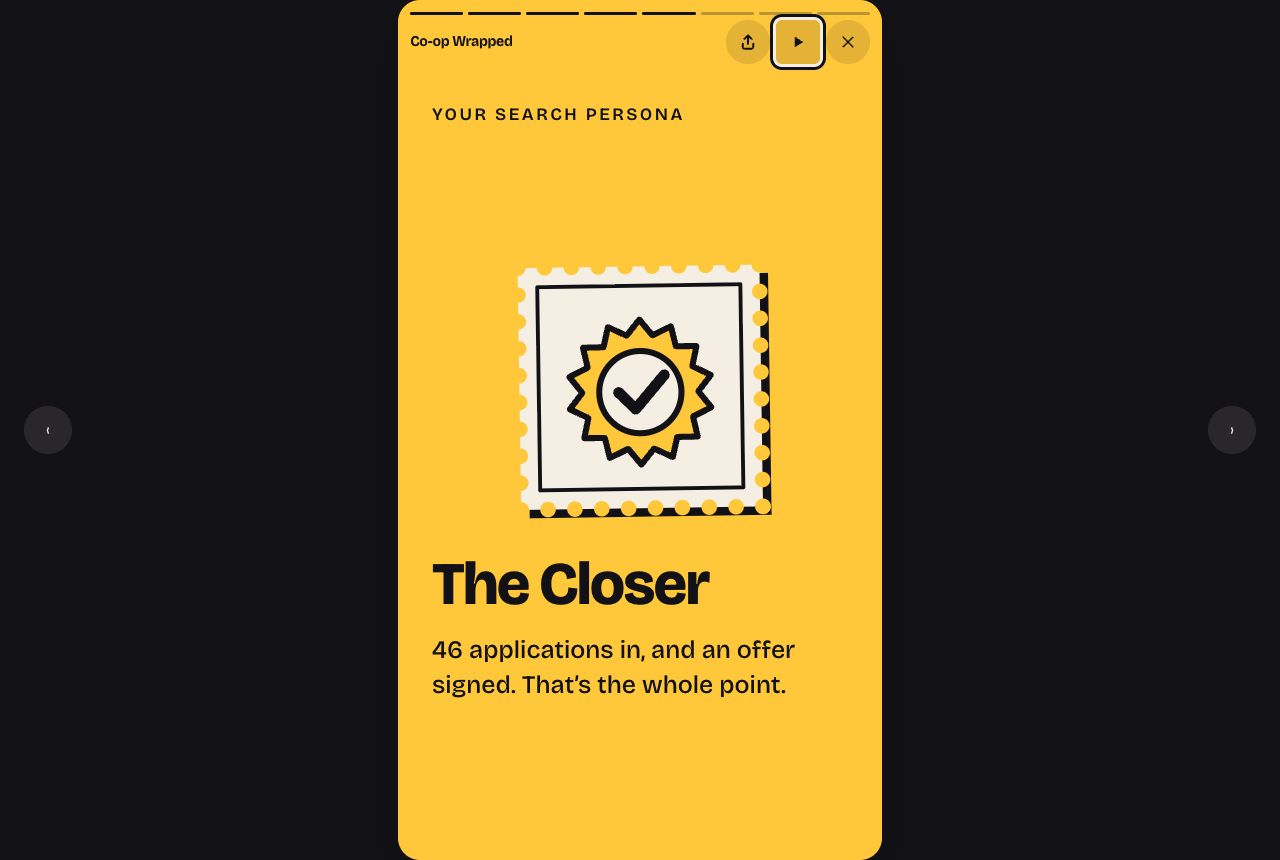 Co-op Wrapped
YOUR SEARCH PERSONA
The Closer
46 applications in, and an offer
signed. That’s the whole point.